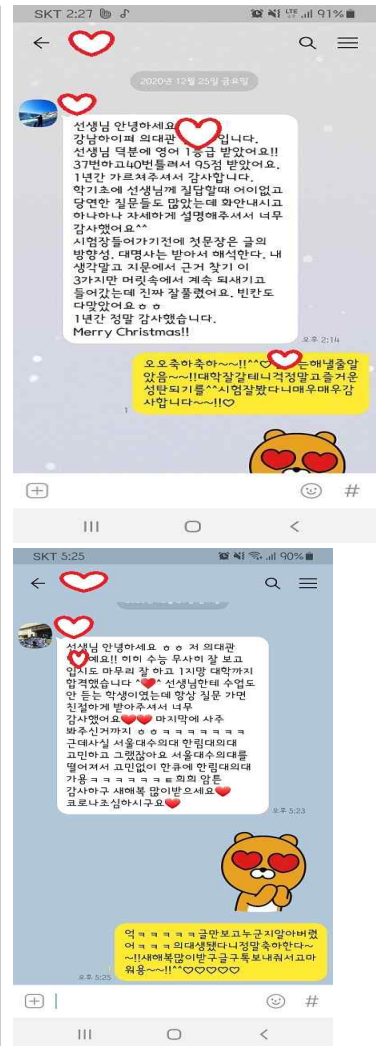 SKT 2:27
LTE 91%
2020년 12월 25일 금요일
선생님 안녕하세요
강남하이퍼 의대관 입니다.
선생님 덕분에 영어 1등급 받았어요!!
37번하고40번틀려서 95점 받았어요.
1년간 가르쳐주셔서 감사합니다.
학기초에 선생님께 질답할때 어이없고
당연한 질문들도 많았는데 화안내시고
하나하나 자세하게 설명해주셔서 너무
감사했어요^^
시험장들어가기전에 첫문장은 글의
방향성, 대명사는 받아서 해석한다, 내
생각말고 지문에서 근거 찾기 이
3가지만 머릿속에서 계속 되새기고
들어갔는데 진짜 잘풀렸어요. 빈칸도
다맞았어요ㅎㅎ
1년간 정말 감사했습니다.
Merry Christmas!!
오후 2:14
오오축하축하~~!!^^♡ 는해낼줄알
았음~~!!대학잘갈테니걱정말고즐거운
성탄되기를^^시험잘봤다니매우매우감
사합니다~~!!♡
1
#
SKT 5:25
90%
선생님 안녕하세요 ㅎㅎ 저 의대관
예요!! 히히 수능 무사히 잘 보고
입시도 마무리 잘 하고 1지망 대학까지
합격했습니다 ^❤^ 선생님한테 수업도
안 듣는 학생이였는데 항상 질문 가면
친절하게 받아주셔서 너무
감사했어요❤❤ 마지막에 사주
봐주신거까지 ㅎㅎㅋㅋㅋㅋㅋㅋㅋㅋ
근데사실 서울대수의대 한림대의대
고민하고 그랬잖아요 서울대수의대를
떨어져서 고민없이 한큐에 한림대의대
가용ㅋㅋㅋㅋㅋㅋㅌ희희 암튼
감사하구 새해복 많이받으세요❤
코로나조심하시구요❤
오후 5:23
억ㅋㅋㅋㅋㅋ글만보고누군지알아버렸
어ㅋㅋㅋ의대생됐다니정말축하한다~
~!!새해복많이받구글구톡보내줘서고마
워용~~!!^^♡♡♡♡♡
오후 5:25
#